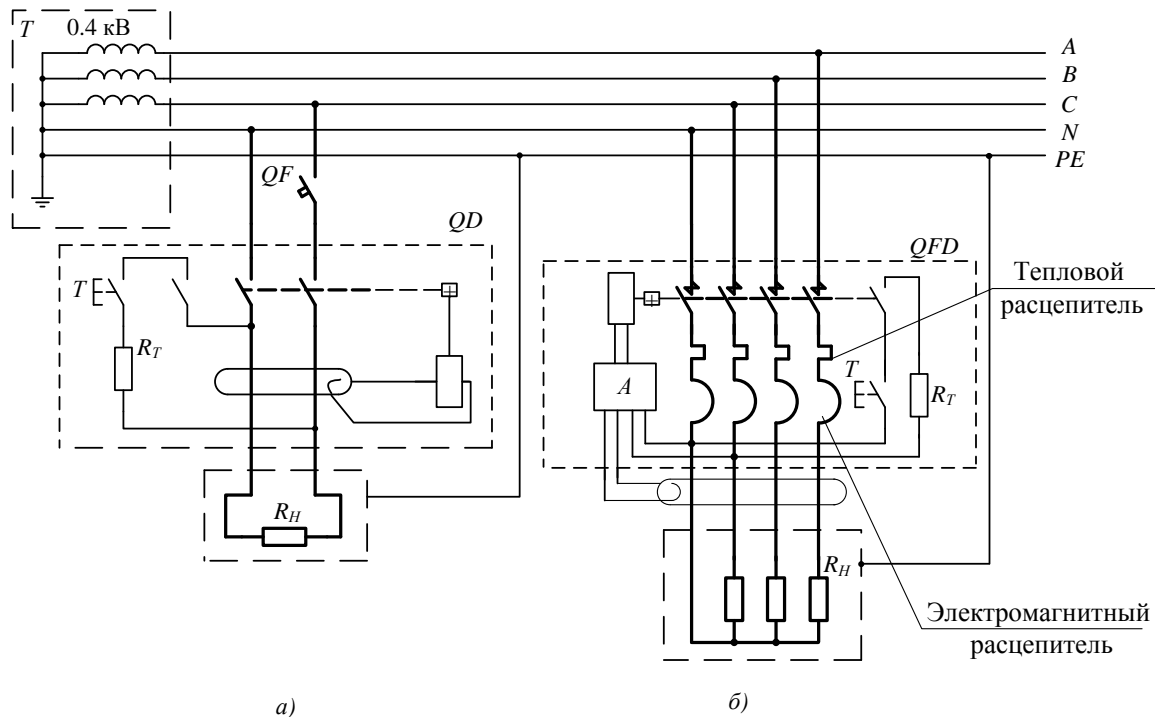 T 0.4 кВ
A
B
C
N
PE
QF
QD
QFD
Тепловой
расцепитель
T
T
R_T
A
R_T
R_H
R_H
Электромагнитный
расцепитель
а)
б)